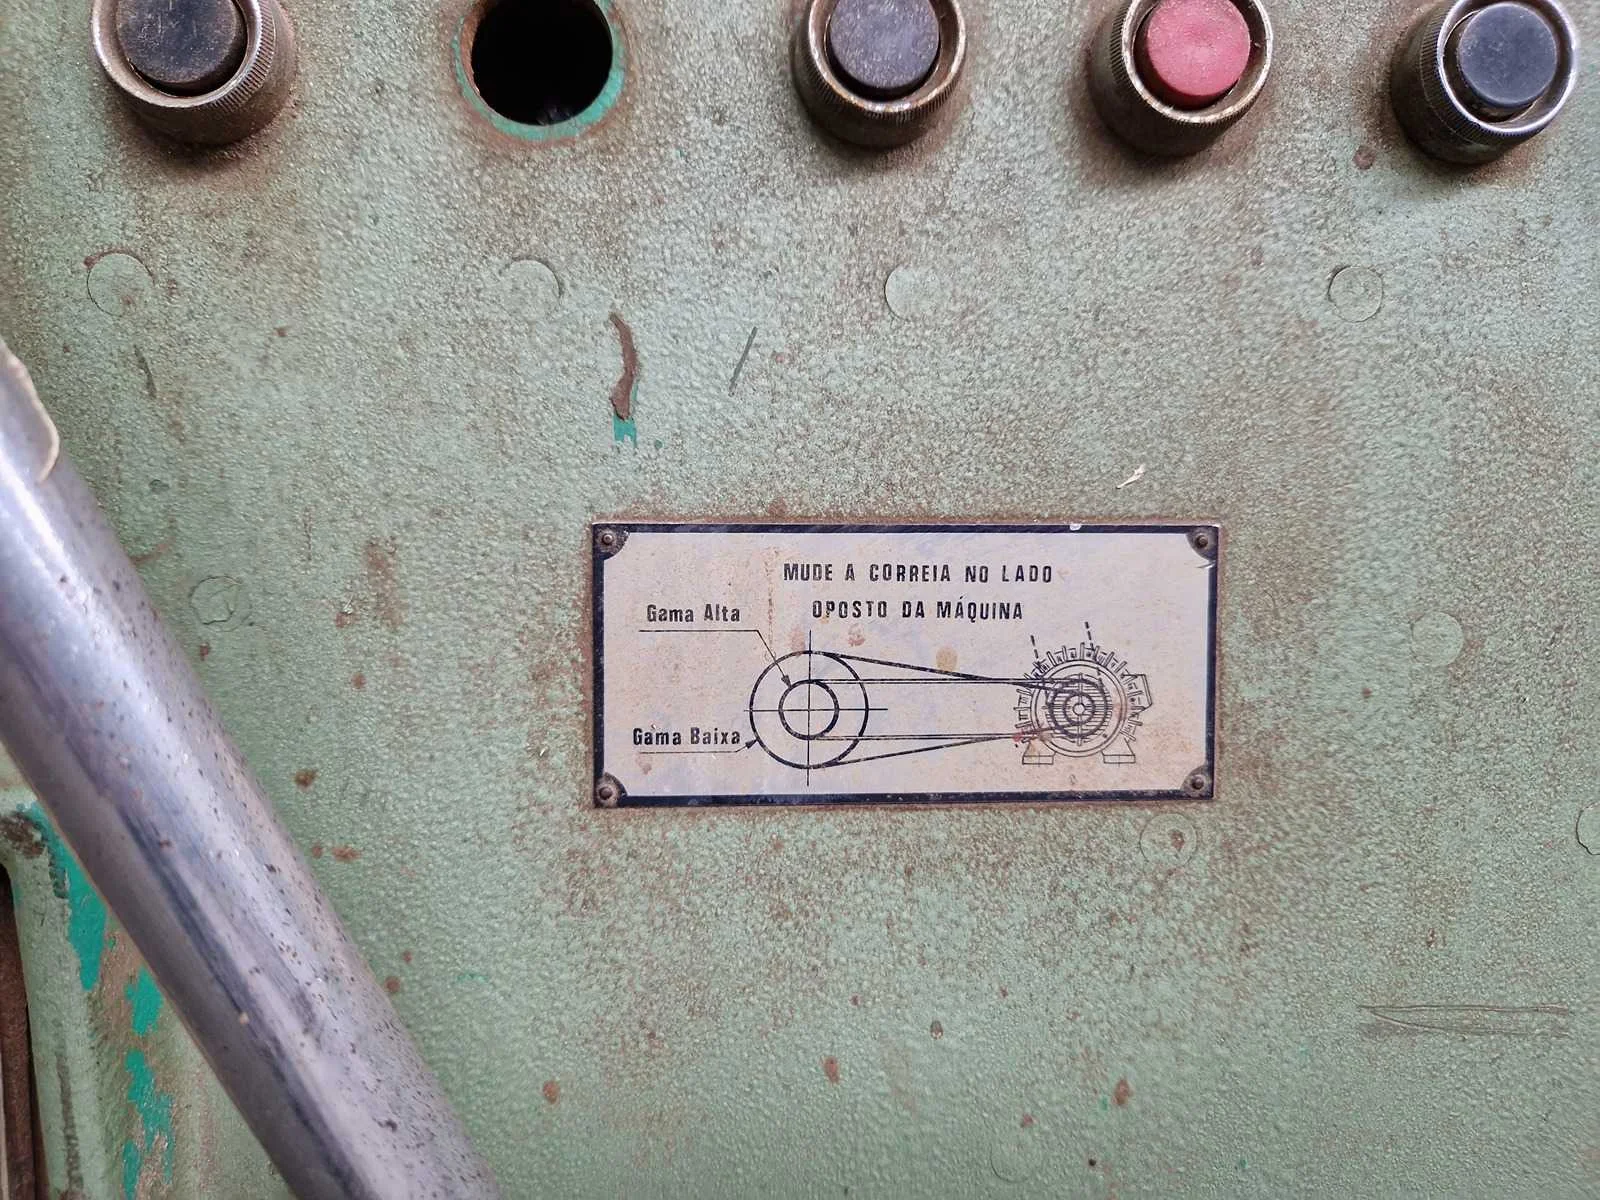 MUDE A CORREIA NO LADO
OPOSTO DA MÁQUINA
Gama Alta
Gama Baixa